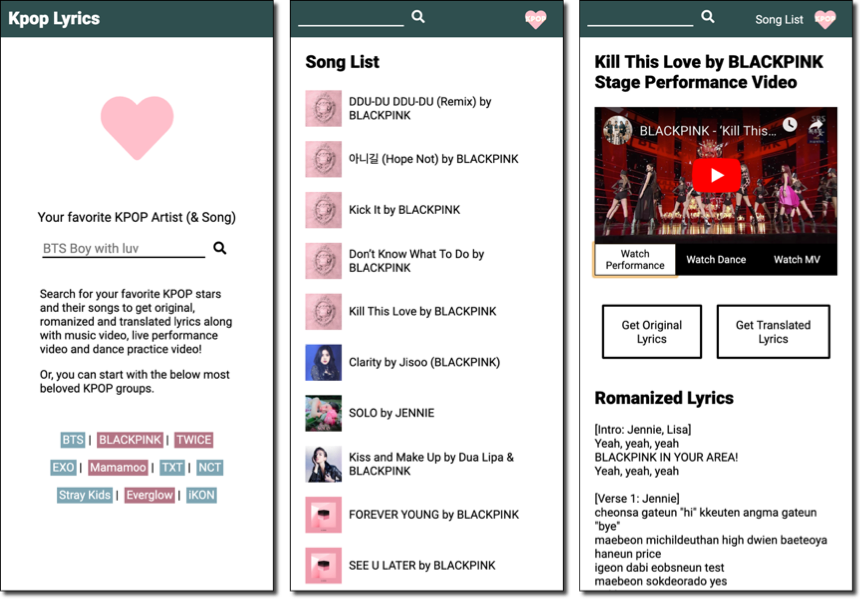 Kpop Lyrics
Your favorite KPOP Artist (& Song)
BTS Boy with luv
Search for your favorite KPOP stars
and their songs to get original,
romanized and translated lyrics along
with music video, live performance
video and dance practice video!
Or, you can start with the below most
beloved KPOP groups.
BTS | BLACKPINK | TWICE
EXO | Mamamoo | TXT | NCT
Stray Kids | Everglow | iKON
KPOP
Song List
DDU-DU DDU-DU (Remix) by
BLACKPINK
아니길 (Hope Not) by BLACKPINK
Kick It by BLACKPINK
Don't Know What To Do by
BLACKPINK
Kill This Love by BLACKPINK
Clarity by Jisoo (BLACKPINK)
SOLO by JENNIE
Kiss and Make Up by Dua Lipa &
BLACKPINK
FOREVER YOUNG by BLACKPINK
SEE U LATER by BLACKPINK
Song List
KPOP
Kill This Love by BLACKPINK
Stage Performance Video
BLACKPINK - 'Kill This...
Watch
Performance
Watch Dance
Watch MV
Get Original
Lyrics
Get Translated
Lyrics
Romanized Lyrics
[Intro: Jennie, Lisa]
Yeah, yeah, yeah
BLACKPINK IN YOUR AREA!
Yeah, yeah, yeah
[Verse 1: Jennie]
cheonsa gateun "hi" kkeuten angma gateun
"bye"
maebeon michildeuthan high dwien baeteoya
haneun price
igeon dabi eobsneun test
maebeon sokdeorado yes